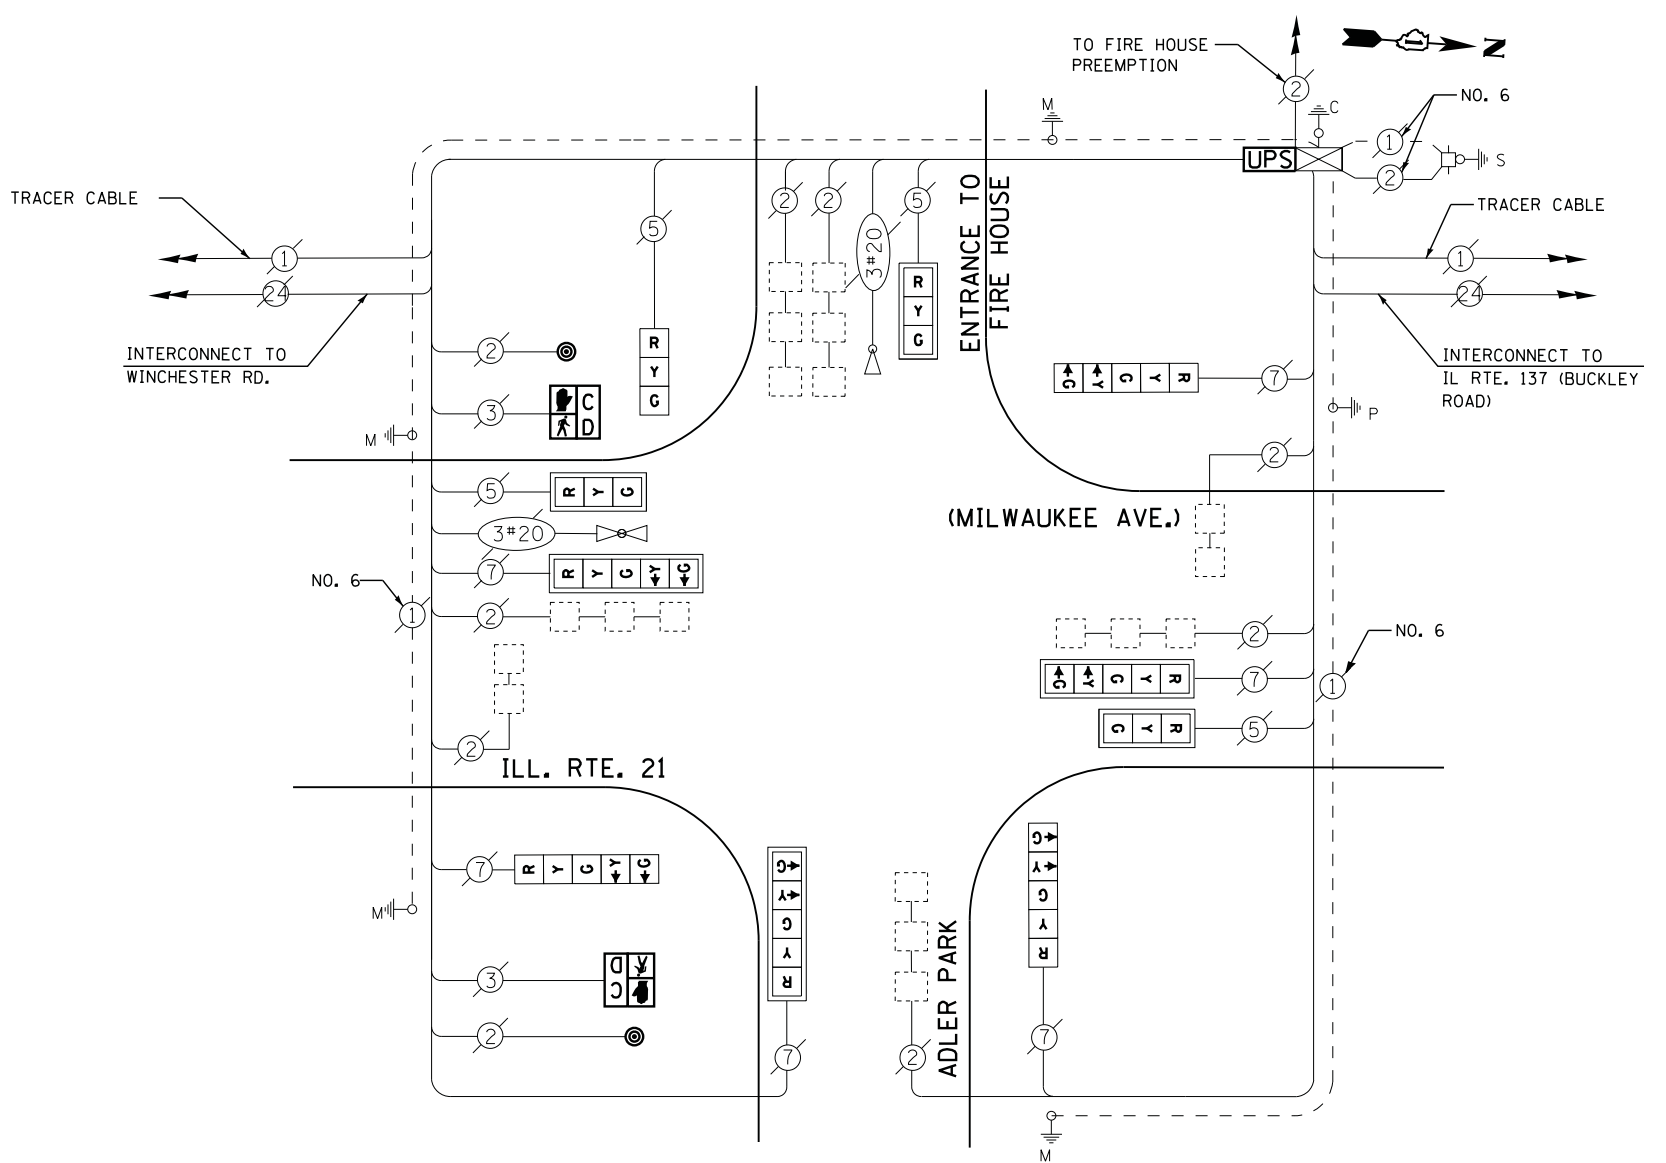 TO FIRE HOUSE
PREEMPTION
N
2
M
C
NO. 6
1
UPS
2
S
TRACER CABLE
1
24
INTERCONNECT TO
WINCHESTER RD.
5
2
2
3#20
5
ENTRANCE TO
FIRE HOUSE
TRACER CABLE
1
24
INTERCONNECT TO
IL RTE. 137 (BUCKLEY
ROAD)
R
Y
G
R
Y
G
2
3
C
D
M
G Y G Y R
7
P
2
5
R Y G
3#20
7
R Y G Y G
(MILWAUKEE AVE.)
NO. 6
1
2
2
NO. 6
1
G Y G Y R
7
G Y R
5
2
ILL. RTE. 21
7
R Y G Y G
M
3
D
C
2
G
Y
G
Y
R
7
2
ADLER PARK
G
Y
G
Y
R
7
M